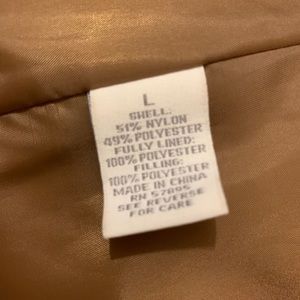 L
SHELL:
51% NYLON
49% POLYESTER
FULLY LINED:
100% POLYESTER
FILLING:
100% POLYESTER
MADE IN CHINA
RN 57895
SEE REVERSE
FOR CARE